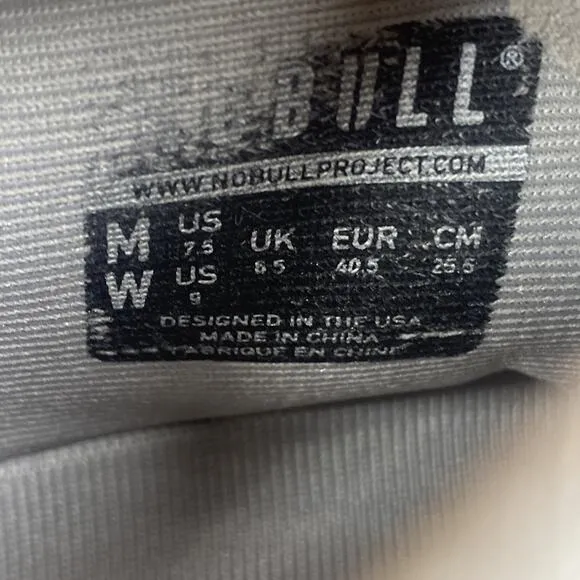 BULL®
WWW.NOBULLPROJECT.COM
M US UK EUR CM
7.5 6.5 40.5 25.5
W US
9
DESIGNED IN THE USA
MADE IN CHINA
FABRIQUE EN CHINE